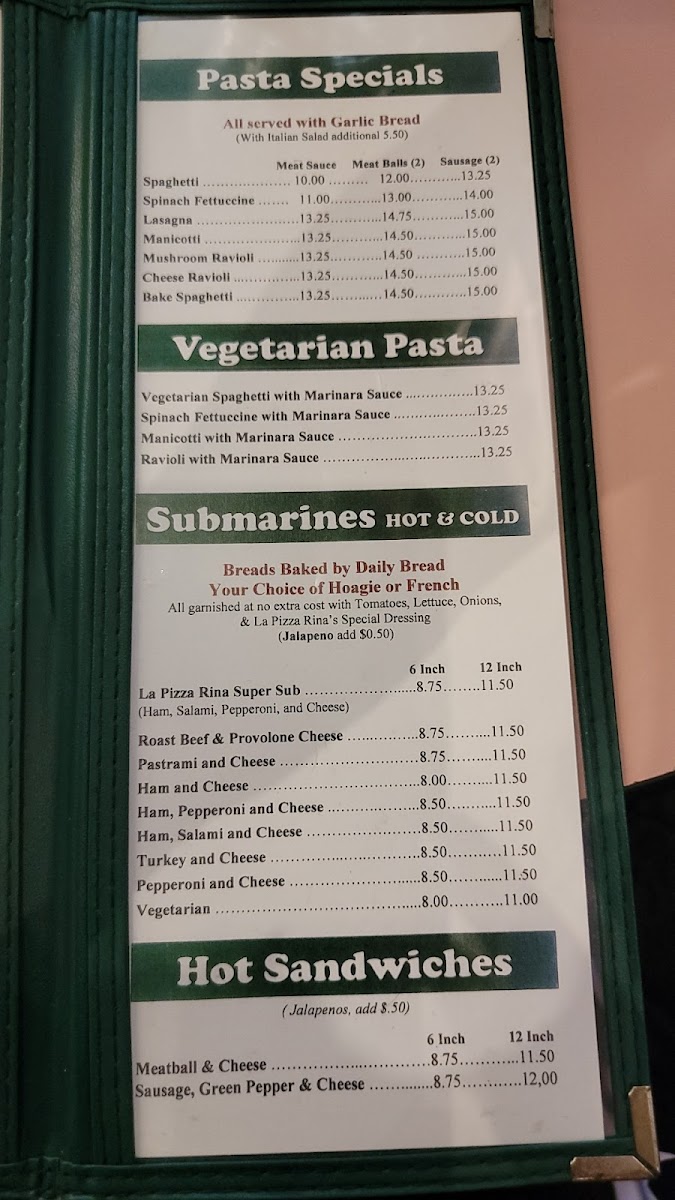 Pasta Specials
All served with Garlic Bread
(With Italian Salad additional 5.50)
Meat Sauce Meat Balls (2) Sausage (2)
Spaghetti ..................... 10.00 ......... 12.00............13.25
Spinach Fettuccine ....... 11.00............13.00............14.00
Lasagna ........................13.25............14.75............15.00
Manicotti .......................13.25............14.50............15.00
Mushroom Ravioli ..........13.25............14.50 ...........15.00
Cheese Ravioli ................13.25............14.50............15.00
Bake Spaghetti ...............13.25............14.50............15.00
Vegetarian Pasta
Vegetarian Spaghetti with Marinara Sauce ................13.25
Spinach Fettuccine with Marinara Sauce ...................13.25
Manicotti with Marinara Sauce .................................13.25
Ravioli with Marinara Sauce .....................................13.25
Submarines HOT & COLD
Breads Baked by Daily Bread
Your Choice of Hoagie or French
All garnished at no extra cost with Tomatoes, Lettuce, Onions,
& La Pizza Rina's Special Dressing
(Jalapeno add $0.50)
6 Inch 12 Inch
La Pizza Rina Super Sub ..........................8.75........11.50
(Ham, Salami, Pepperoni, and Cheese)
Roast Beef & Provolone Cheese .................8.75..........11.50
Pastrami and Cheese .................................8.75..........11.50
Ham and Cheese .......................................8.00..........11.50
Ham, Pepperoni and Cheese .....................8.50...........11.50
Ham, Salami and Cheese ..........................8.50...........11.50
Turkey and Cheese ...................................8.50............11.50
Pepperoni and Cheese ..............................8.50............11.50
Vegetarian ...............................................8.00...........11.00
Hot Sandwiches
(Jalapenos, add $.50)
6 Inch 12 Inch
Meatball & Cheese ....................................8.75............11.50
Sausage, Green Pepper & Cheese ..............8.75.............12,00